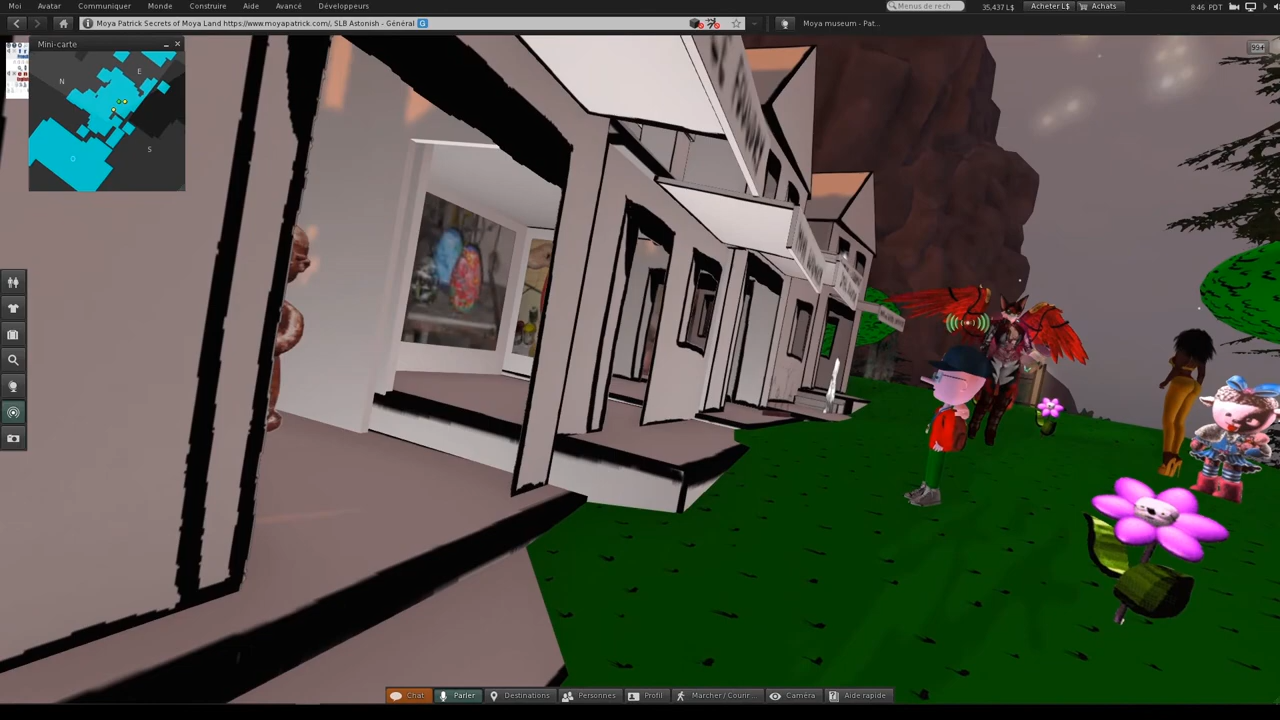 Moi Avatar Communiquer Monde Construire Aide Avancé Développeurs Menus de rech 35,437 L$ Acheter L$ Achats 8:46 PDT
Moya Patrick Secrets of Moya Land https://www.moyapatrick.com/, SLB Astonish - Général G Moya museum - Pat...
Mini-carte
N
E
S
Chat Parler Destinations Personnes Profil Marcher / Courir... Caméra Aide rapide